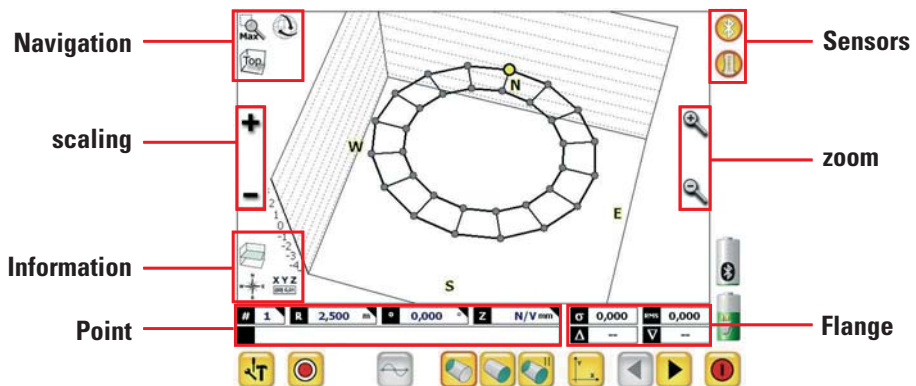 Navigation
Max
Top
Sensors
N
scaling
+
−
W
zoom
E
2
1
0
-1
-2
-3
-4
Information
X Y Z
S
Point
# 1 R 2,500 m ° 0,000 ° Z N/V mm
σ 0,000 RMS 0,000
Δ -- ∇ --
Flange
T
Y
X